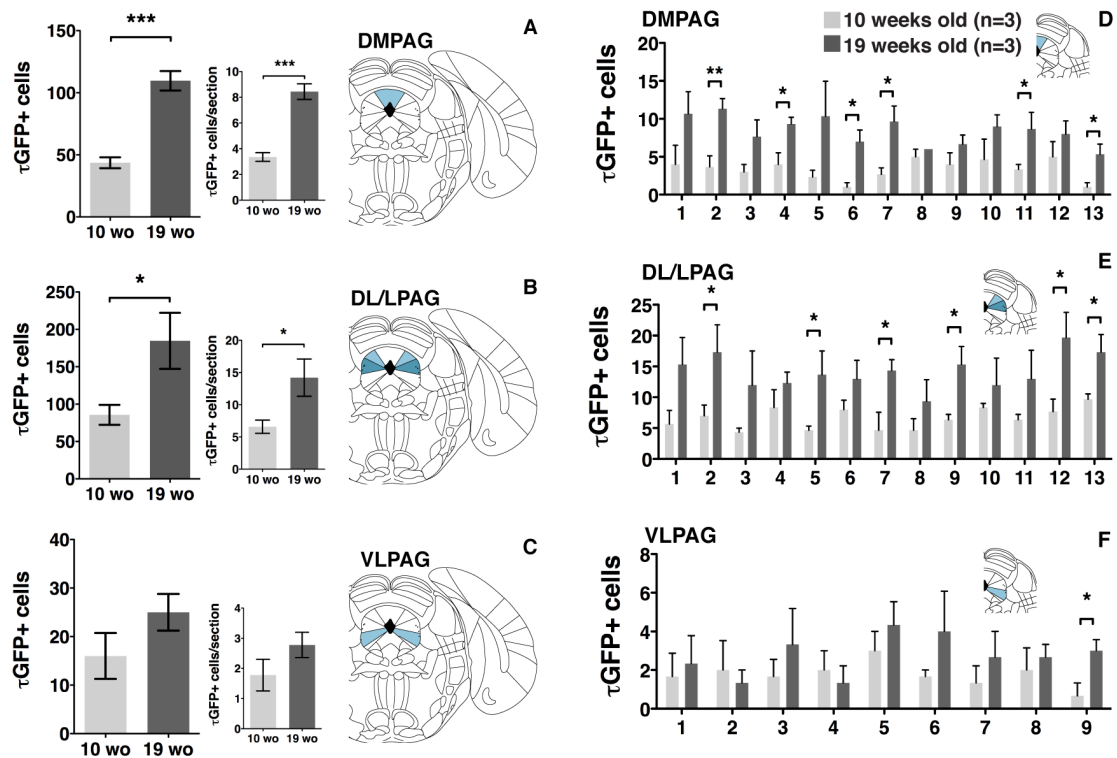 A
150
100
50
0
τGFP+ cells
***
10 wo
19 wo
10
8
6
4
2
0
τGFP+ cells/section
***
10 wo
19 wo
DMPAG
B
250
200
150
100
50
0
τGFP+ cells
*
10 wo
19 wo
20
15
10
5
0
τGFP+ cells/section
*
10 wo
19 wo
DL/LPAG
C
40
30
20
10
0
τGFP+ cells
10 wo
19 wo
4
3
2
1
0
τGFP+ cells/section
10 wo
19 wo
VLPAG
D
DMPAG
10 weeks old (n=3)
19 weeks old (n=3)
20
15
10
5
0
τGFP+ cells
** * * * * *
1 2 3 4 5 6 7 8 9 10 11 12 13
E
DL/LPAG
25
20
15
10
5
0
τGFP+ cells
* * * * * *
1 2 3 4 5 6 7 8 9 10 11 12 13
F
VLPAG
8
6
4
2
0
τGFP+ cells
*
1 2 3 4 5 6 7 8 9